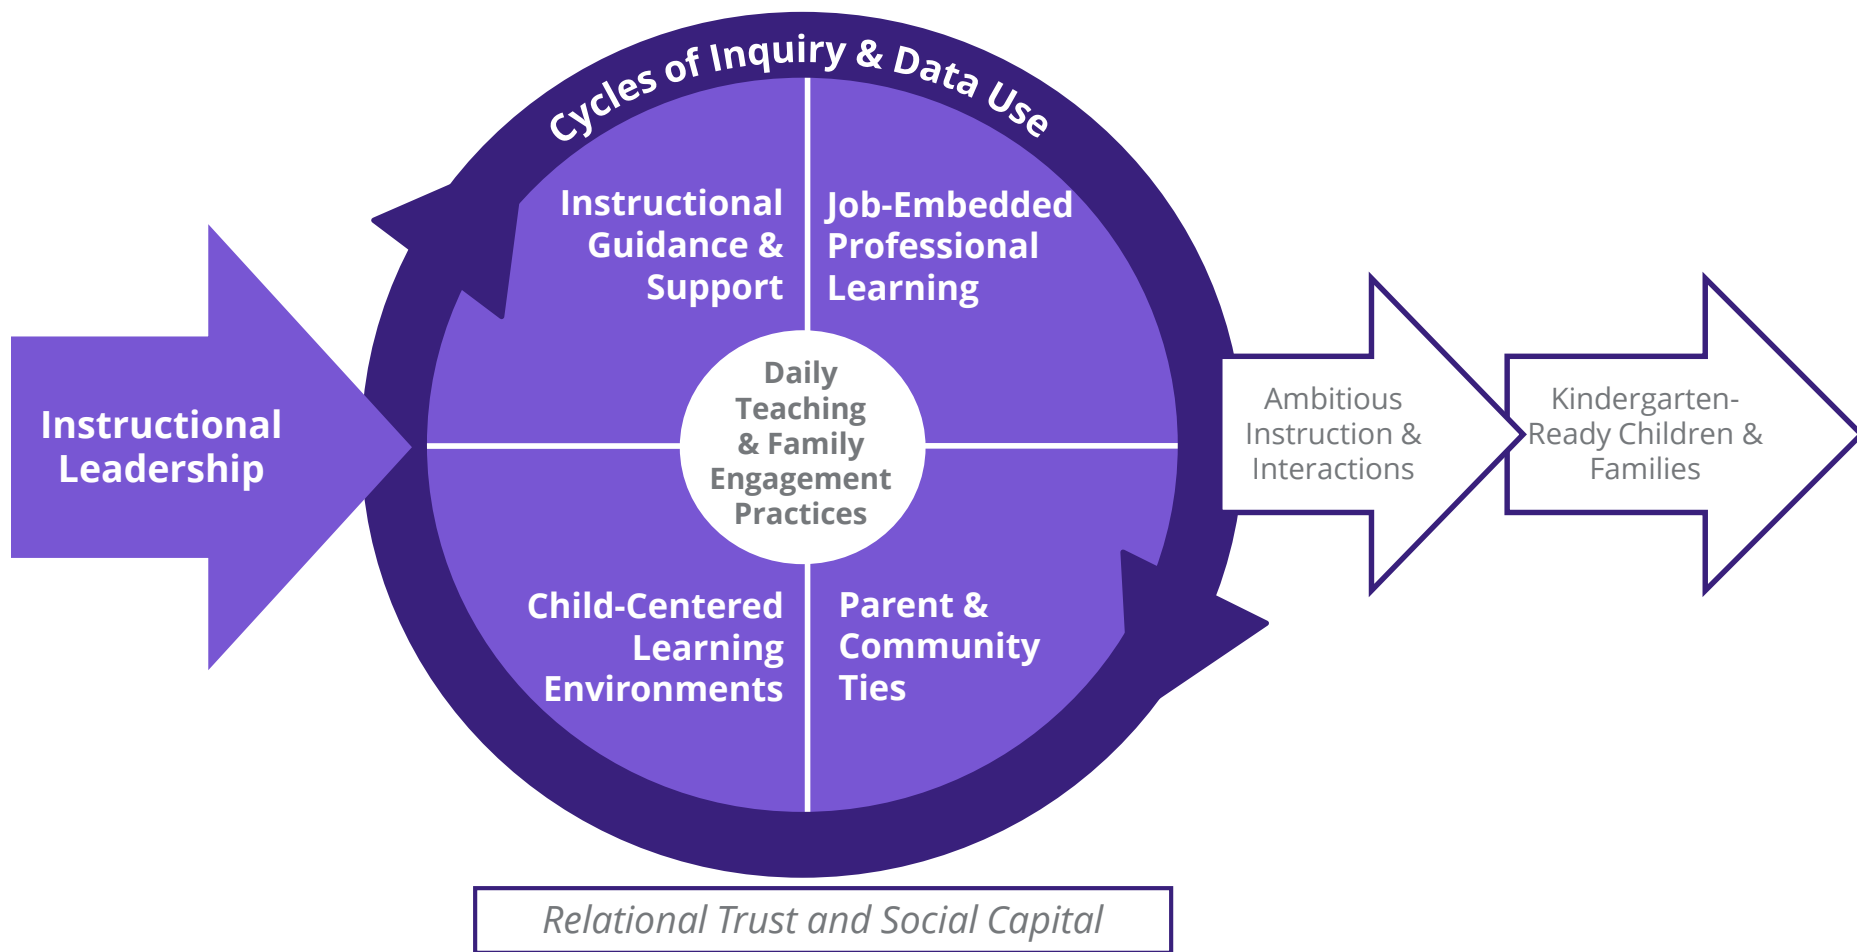 Cycles of Inquiry & Data Use
Instructional
Guidance &
Support
Job-Embedded
Professional
Learning
Instructional
Leadership
Daily
Teaching
& Family
Engagement
Practices
Ambitious
Instruction &
Interactions
Kindergarten-
Ready Children &
Families
Child-Centered
Learning
Environments
Parent &
Community
Ties
Relational Trust and Social Capital